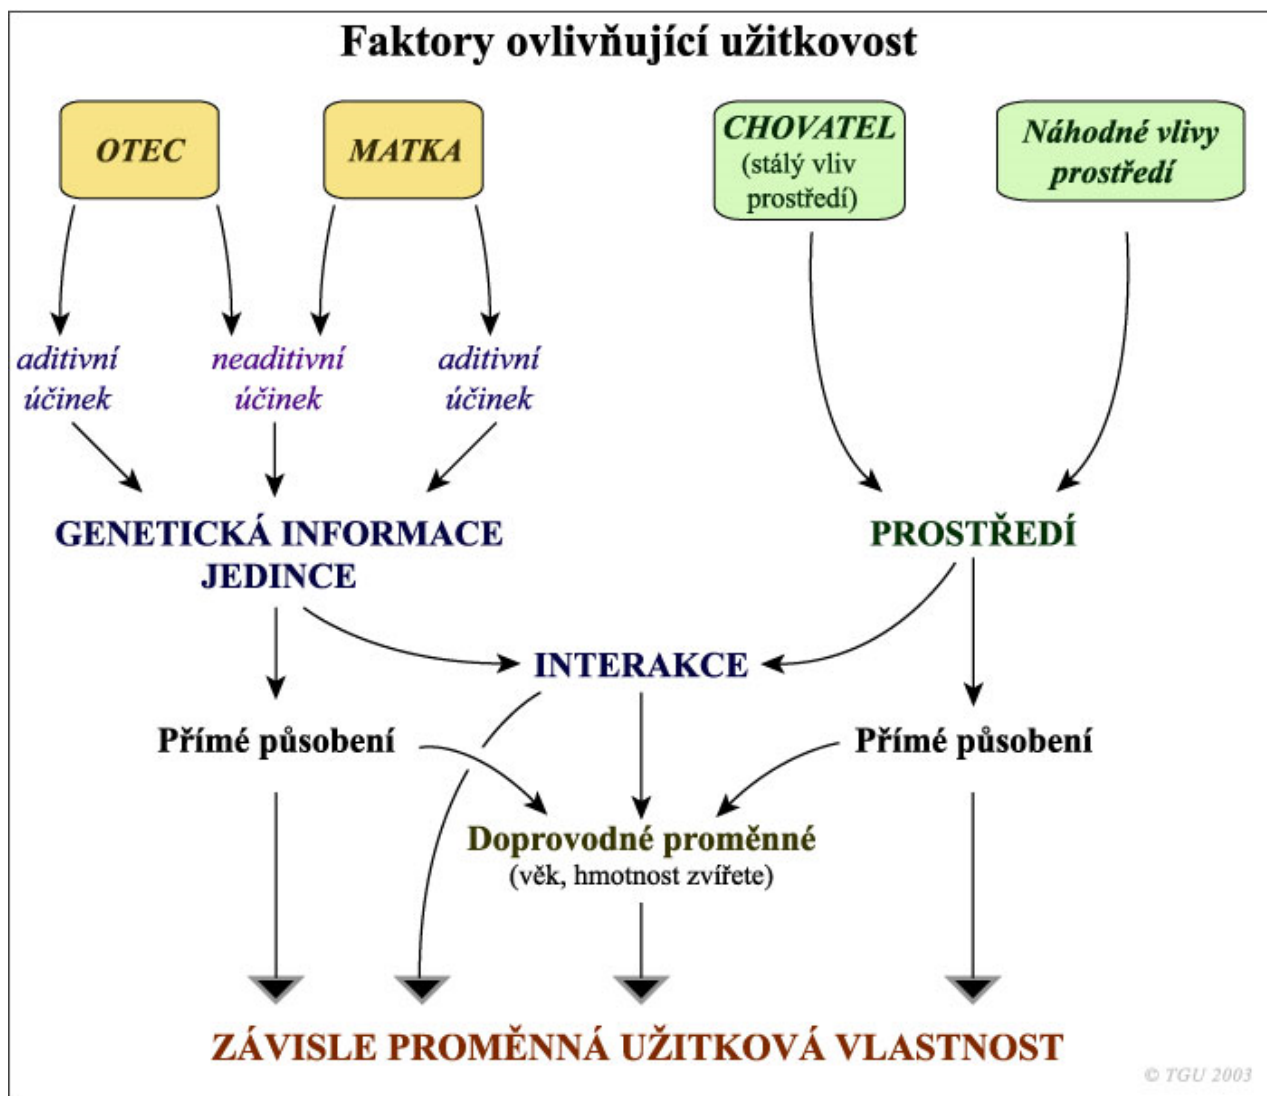 Faktory ovlivňující užitkovost
OTEC
MATKA
CHOVATEL
(stálý vliv
prostředí)
Náhodné vlivy
prostředí
aditivní
účinek
neaditivní
účinek
aditivní
účinek
GENETICKÁ INFORMACE
JEDINCE
PROSTŘEDÍ
INTERAKCE
Přímé působení
Přímé působení
Doprovodné proměnné
(věk, hmotnost zvířete)
ZÁVISLE PROMĚNNÁ UŽITKOVÁ VLASTNOST
© TGU 2003